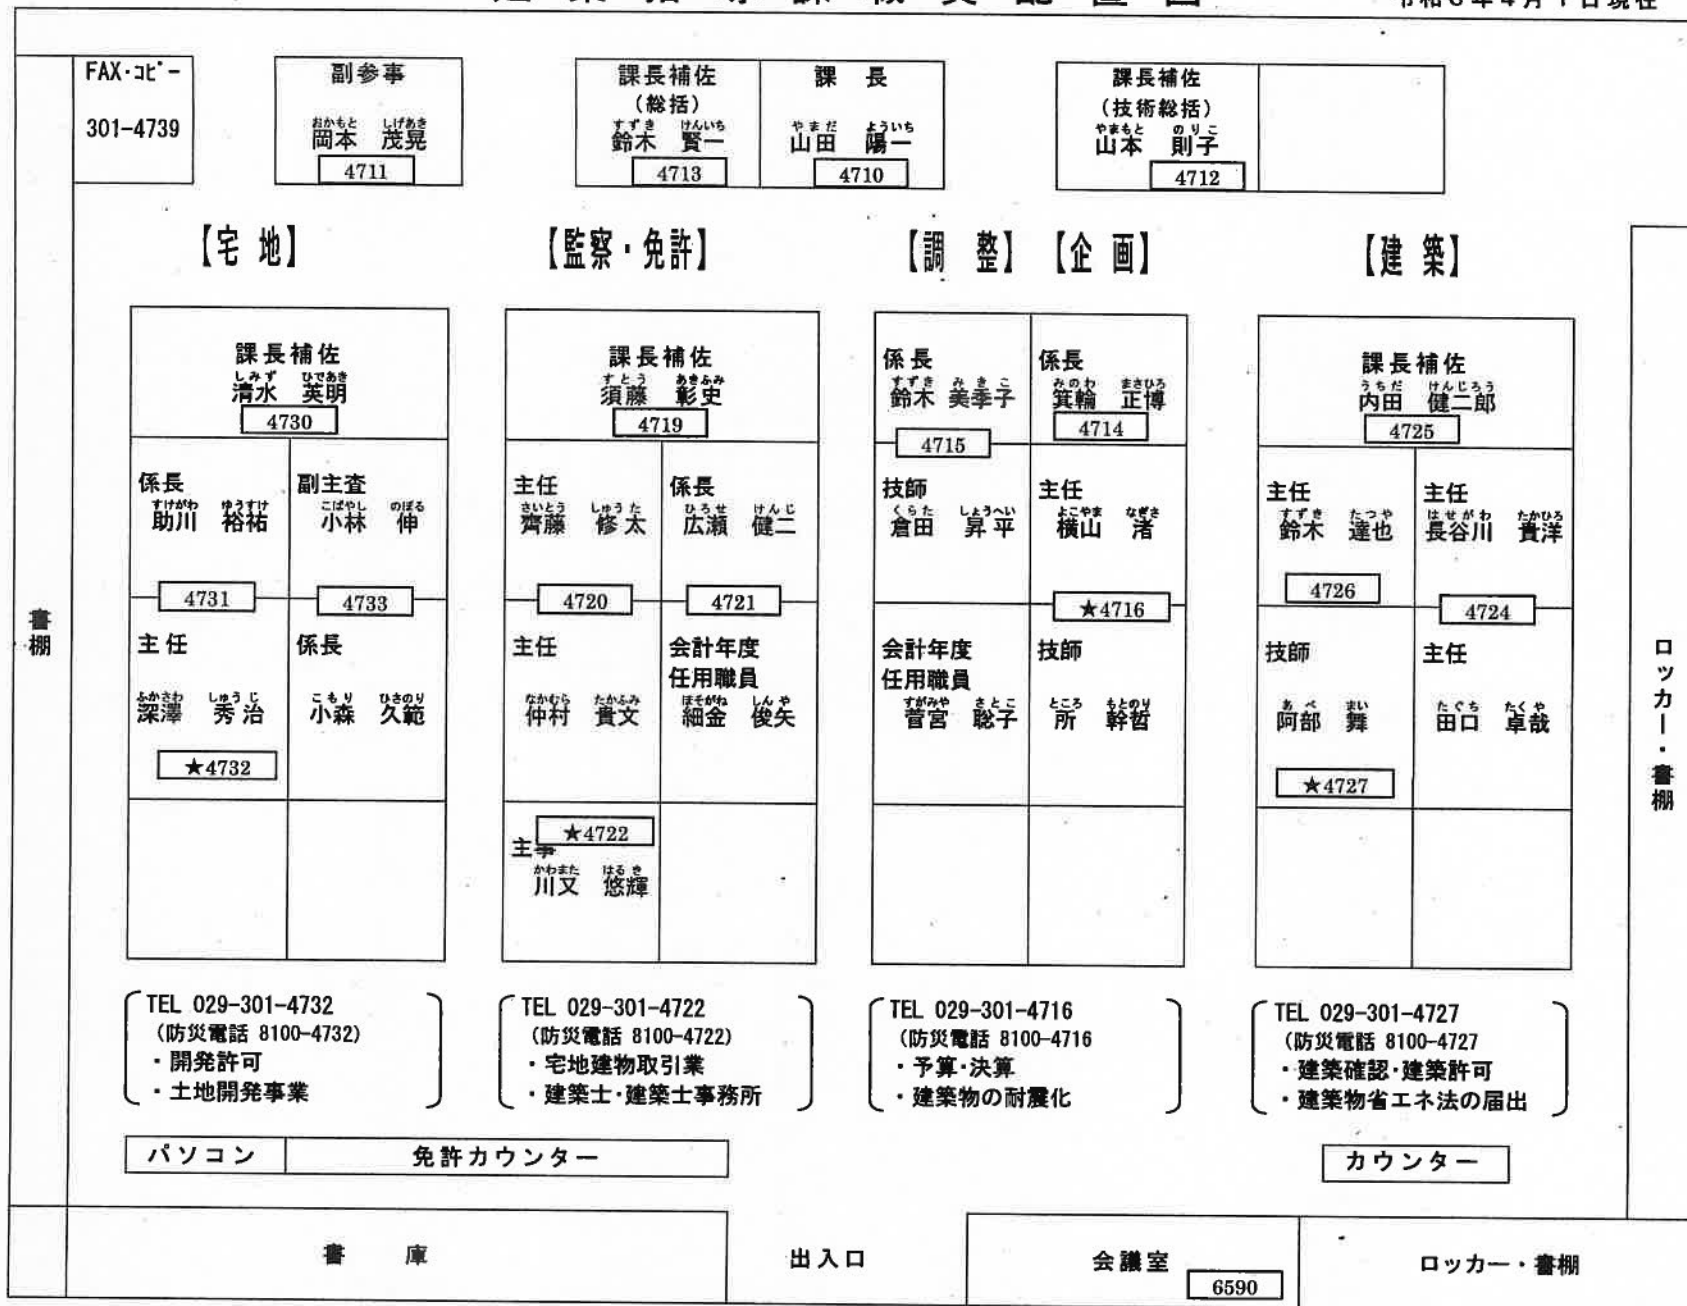 FAX・ｺﾋﾟｰ
301-4739
副参事
おかもと しげあき
岡本 茂晃
4711
課長補佐
（総括）
すずき けんいち
鈴木 賢一
4713
課 長
やまだ よういち
山田 陽一
4710
課長補佐
（技術総括）
やまもと のりこ
山本 則子
4712
【宅 地】
【監察・免許】
【調 整】
【企 画】
【建 築】
課長補佐
しみず ひであき
清水 英明
4730
係長
すけがわ ゆうすけ
助川 裕祐
4731
副主査
こばやし のぼる
小林 伸
4733
主任
ふかさわ しゅうじ
深澤 秀治
★4732
係長
こもり ひさのり
小森 久範
課長補佐
すとう あきふみ
須藤 彰史
4719
主任
さいとう しゅうた
齊藤 修太
4720
係長
ひろせ けんじ
広瀬 健二
4721
主任
なかむら たかふみ
仲村 貴文
会計年度
任用職員
ほそがね しんや
細金 俊矢
★4722
主事
かわまた はるき
川又 悠輝
係長
すずき みきこ
鈴木 美季子
4715
係長
みのわ まさひろ
箕輪 正博
4714
技師
くらた しょうへい
倉田 昇平
主任
よこやま なぎさ
横山 渚
★4716
会計年度
任用職員
すがみや さとこ
菅宮 聡子
技師
ところ もとのり
所 幹哲
課長補佐
うちだ けんじろう
内田 健二郎
4725
主任
すずき たつや
鈴木 達也
4726
主任
はせがわ たかひろ
長谷川 貴洋
4724
技師
あべ まい
阿部 舞
★4727
主任
たぐち たくや
田口 卓哉
書棚
ロッカー・書棚
TEL 029-301-4732
（防災電話 8100-4732）
・開発許可
・土地開発事業
TEL 029-301-4722
（防災電話 8100-4722）
・宅地建物取引業
・建築士・建築士事務所
TEL 029-301-4716
（防災電話 8100-4716
・予算・決算
・建築物の耐震化
TEL 029-301-4727
（防災電話 8100-4727
・建築確認・建築許可
・建築物省エネ法の届出
パソコン
免許カウンター
カウンター
書 庫
出入口
会議室
6590
ロッカー・書棚